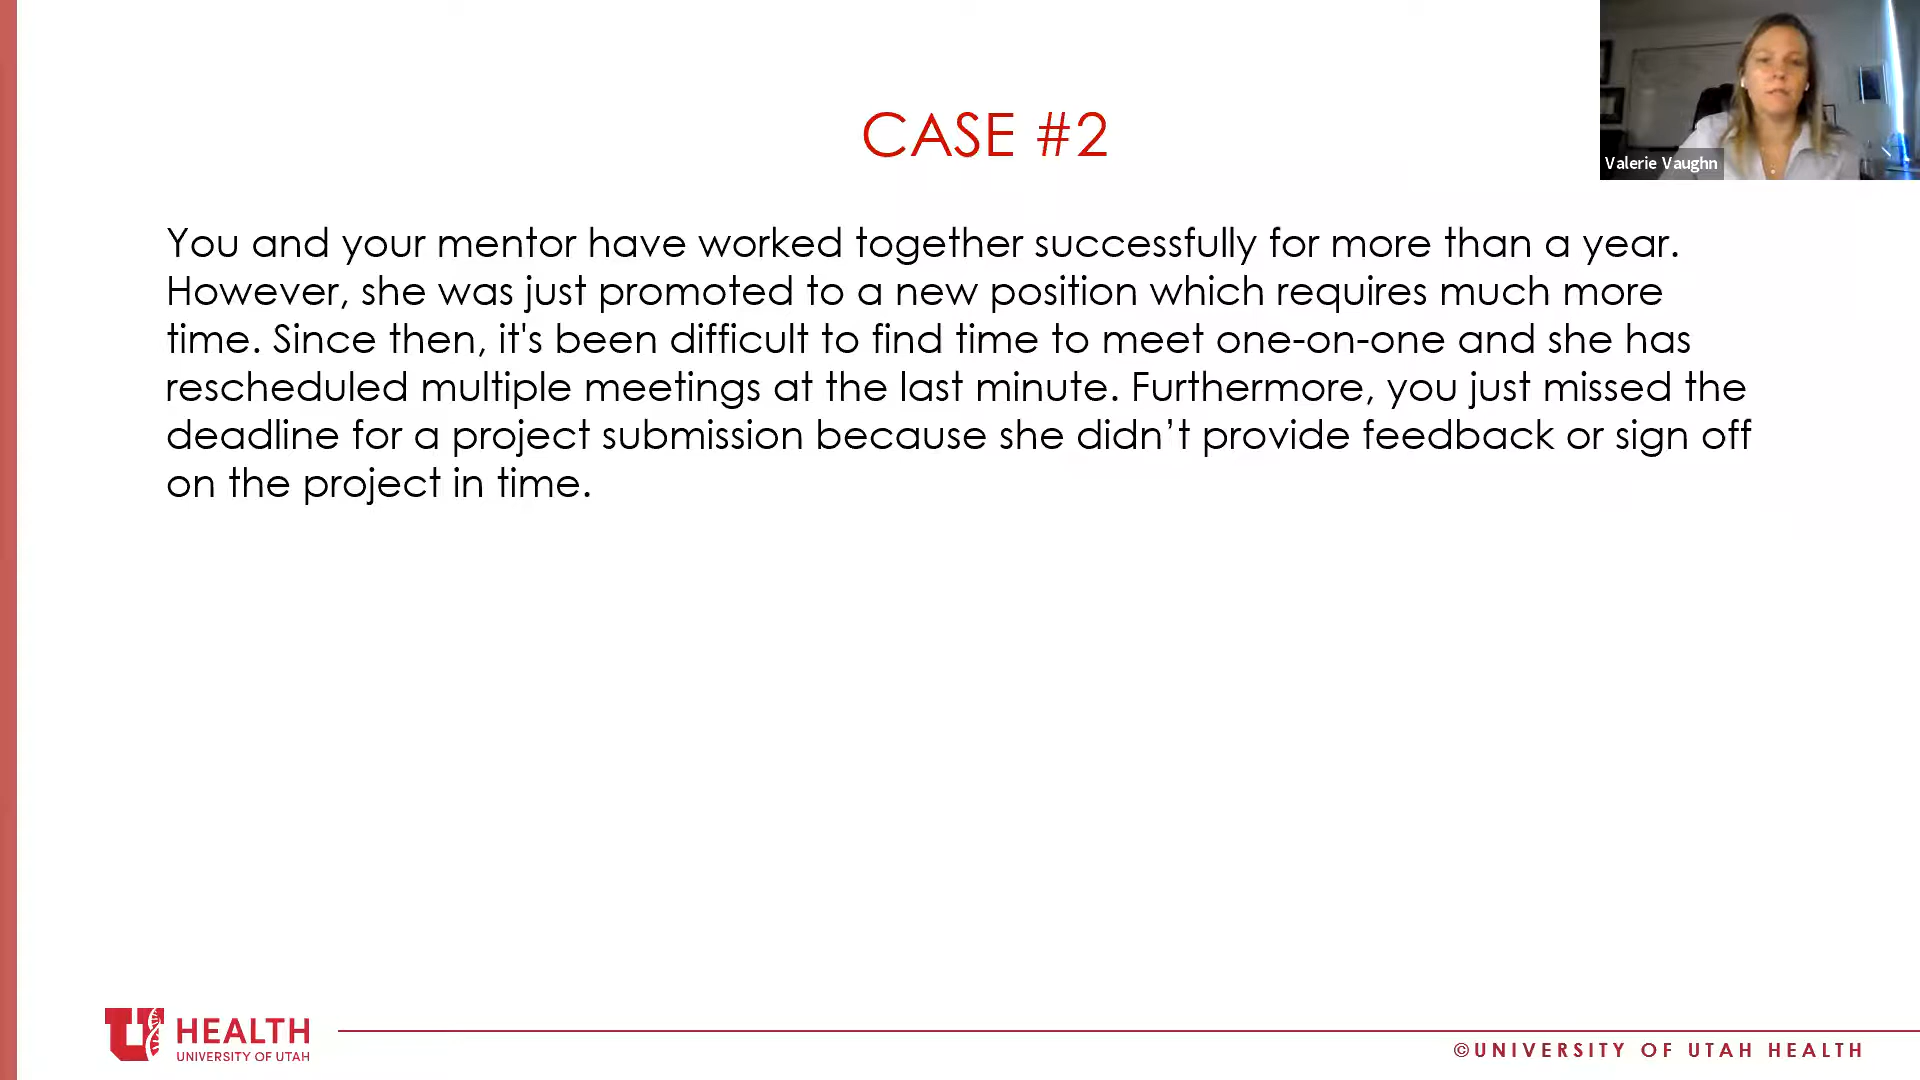 CASE #2
Valerie Vaughn
You and your mentor have worked together successfully for more than a year.
However, she was just promoted to a new position which requires much more
time. Since then, it's been difficult to find time to meet one-on-one and she has
rescheduled multiple meetings at the last minute. Furthermore, you just missed the
deadline for a project submission because she didn’t provide feedback or sign off
on the project in time.
U HEALTH
UNIVERSITY OF UTAH
©UNIVERSITY OF UTAH HEALTH